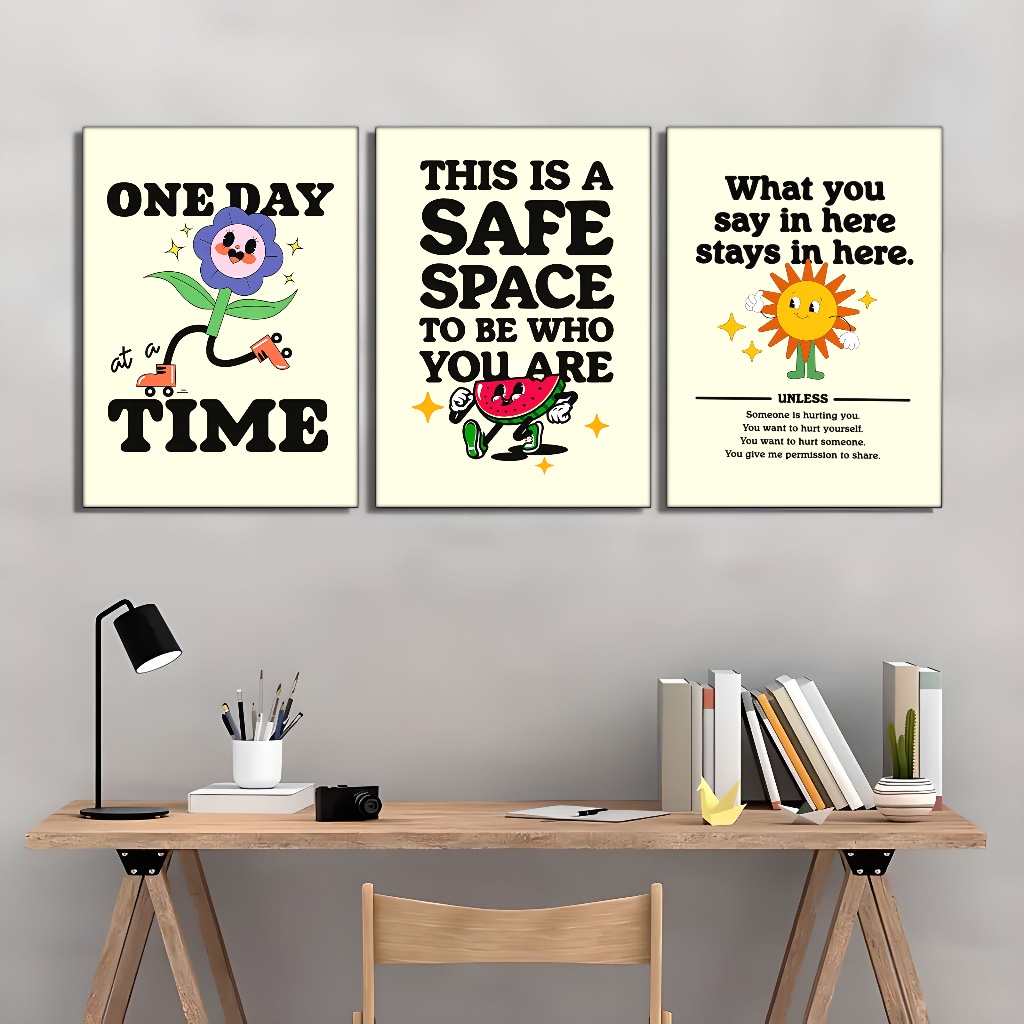 ONE DAY
at a
TIME
THIS IS A
SAFE
SPACE
TO BE WHO
YOU ARE
What you
say in here
stays in here.
UNLESS
Someone is hurting you.
You want to hurt yourself.
You want to hurt someone.
You give me permission to share.